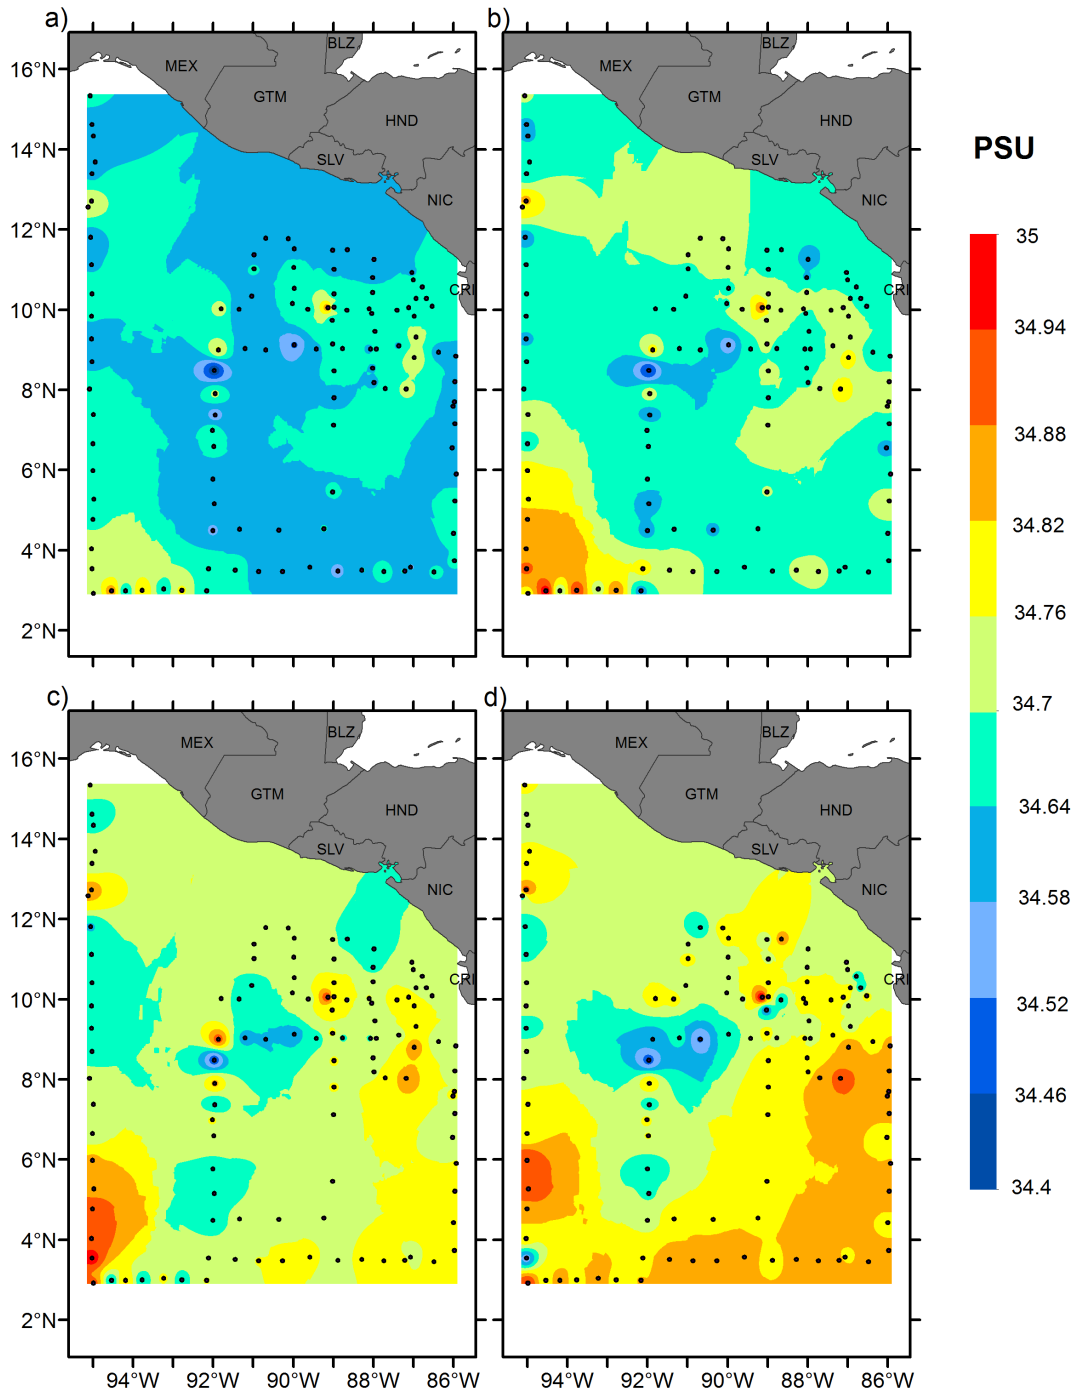 a)
b)
16°N
14°N
12°N
10°N
8°N
6°N
4°N
2°N
MEX
BLZ
GTM
HND
SLV
NIC
CRI
MEX
BLZ
GTM
HND
SLV
NIC
CRI
PSU
35
34.94
34.88
34.82
34.76
34.7
34.64
34.58
34.52
34.46
34.4
c)
d)
16°N
14°N
12°N
10°N
8°N
6°N
4°N
2°N
MEX
BLZ
GTM
HND
SLV
NIC
CRI
MEX
BLZ
GTM
HND
SLV
NIC
CRI
94°W 92°W 90°W 88°W 86°W
94°W 92°W 90°W 88°W 86°W